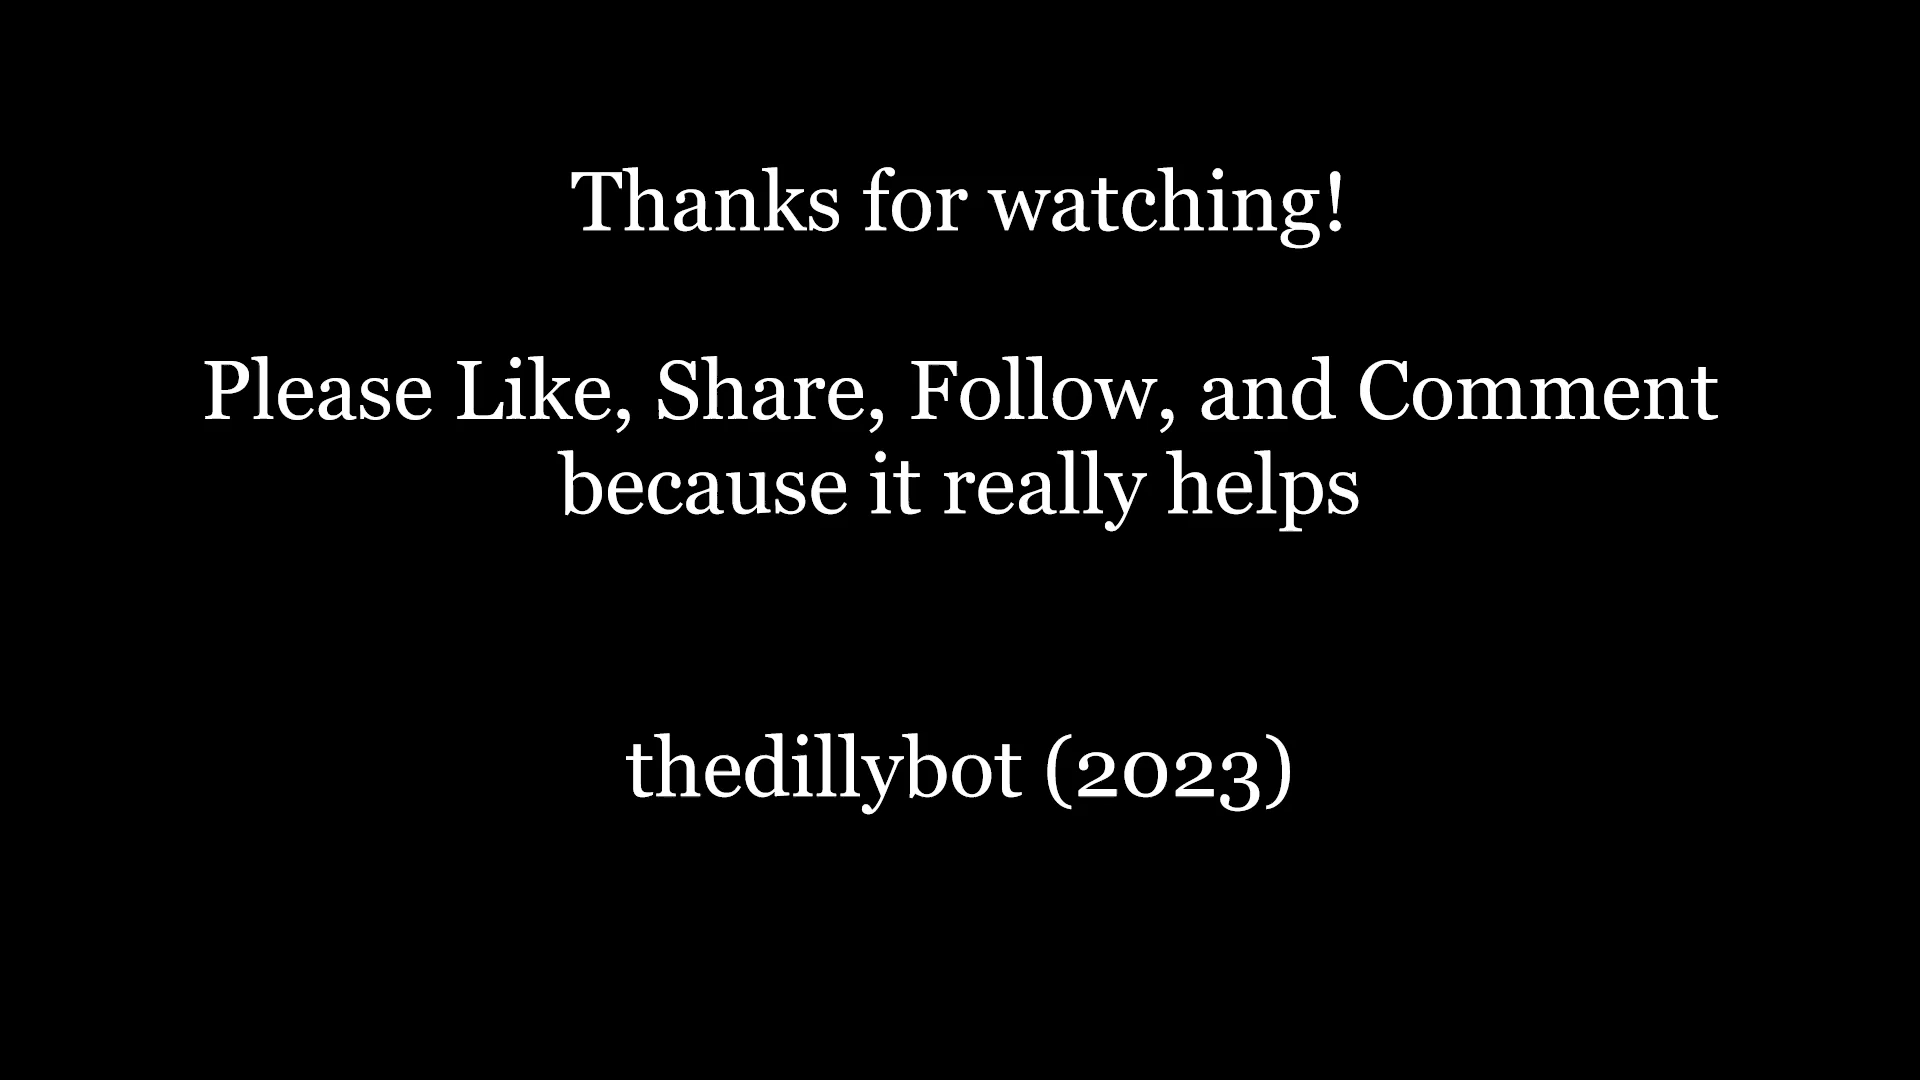 Thanks for watching!
Please Like, Share, Follow, and Comment
because it really helps
thedillybot (2023)